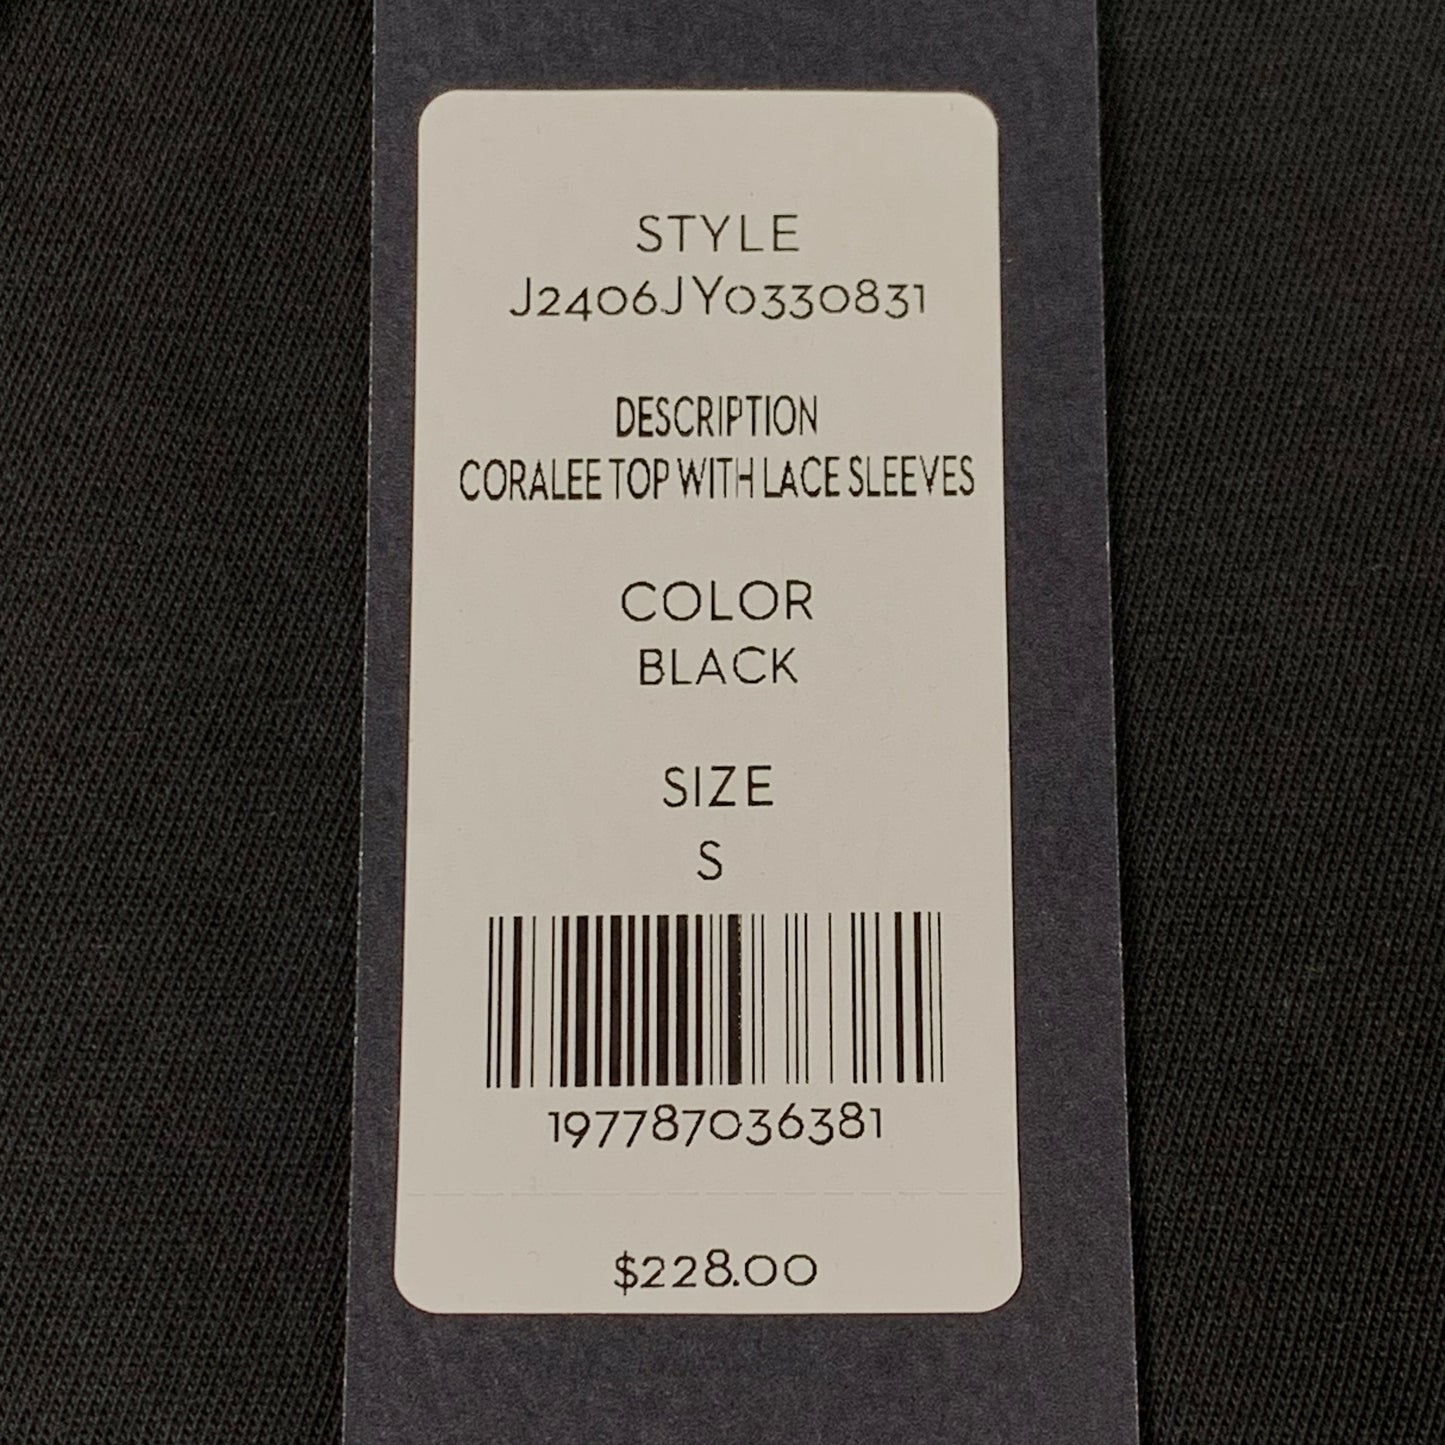 STYLE
J2406JY0330831
DESCRIPTION
CORALEE TOP WITH LACE SLEEVES
COLOR
BLACK
SIZE
S
197787036381
$228.00